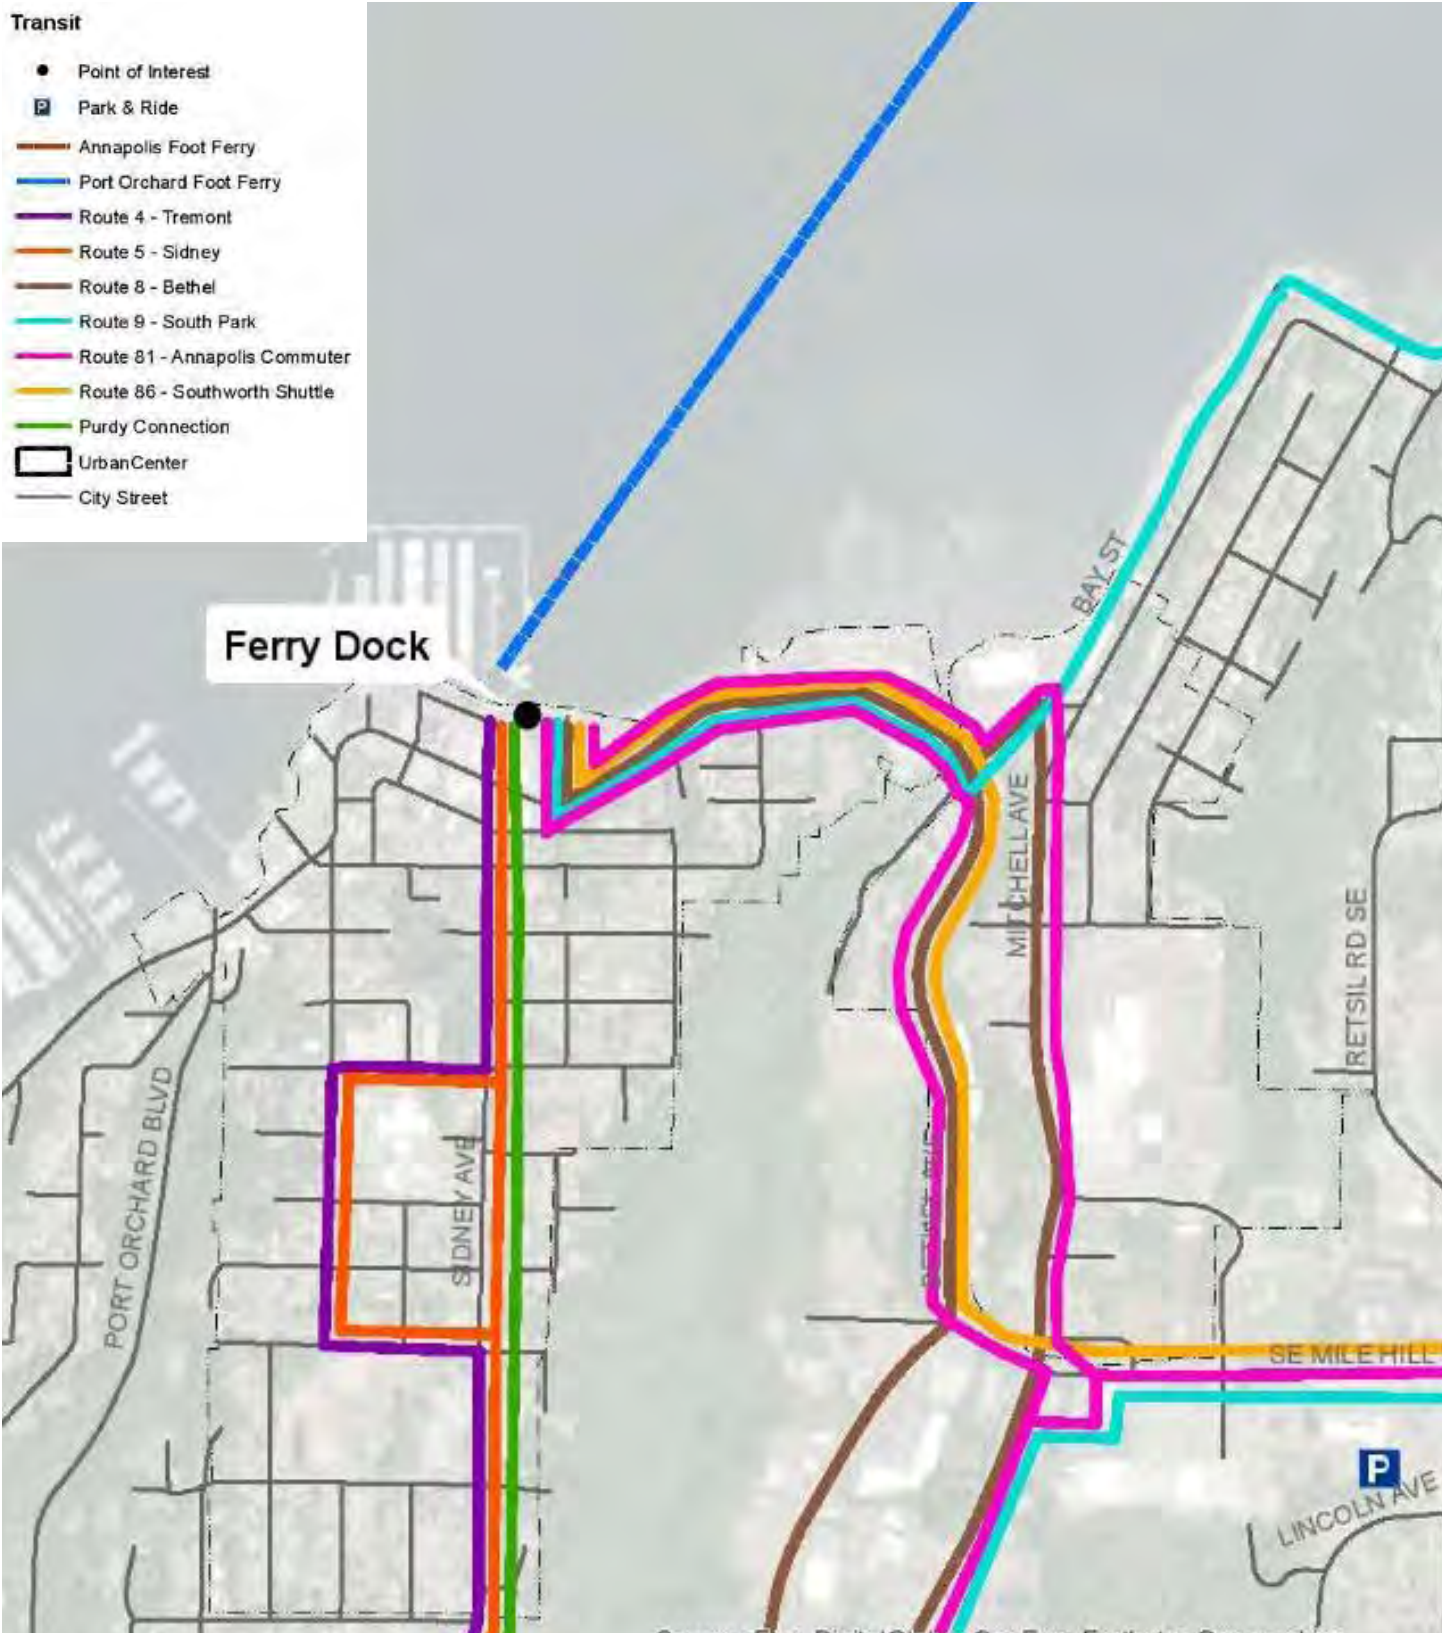 Transit
Point of Interest
P
Park & Ride
Annapolis Foot Ferry
Port Orchard Foot Ferry
Route 4 - Tremont
Route 5 - Sidney
Route 8 - Bethel
Route 9 - South Park
Route 81 - Annapolis Commuter
Route 86 - Southworth Shuttle
Purdy Connection
UrbanCenter
City Street
Ferry Dock
BAY ST
MITCHELL AVE
RETSIL RD SE
PORT ORCHARD BLVD
SIDNEY AVE
SE MILE HILL
P
LINCOLN AVE